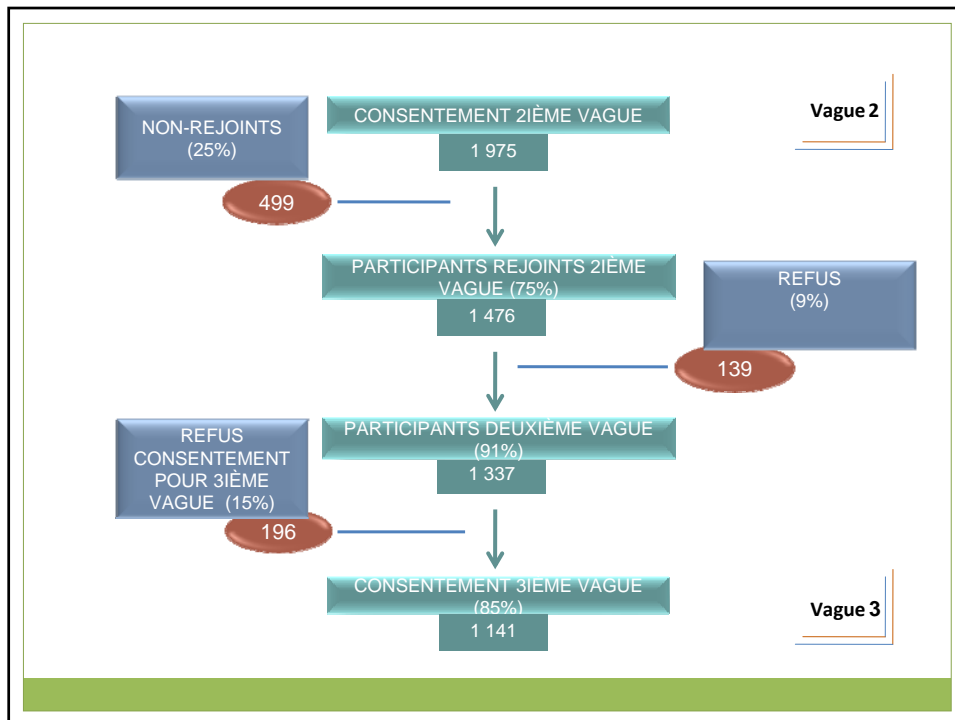 Vague 2
CONSENTEMENT 2IÈME VAGUE
1 975
NON-REJOINTS
(25%)
499
PARTICIPANTS REJOINTS 2IÈME
VAGUE (75%)
1 476
REFUS
(9%)
139
PARTICIPANTS DEUXIÈME VAGUE
(91%)
1 337
REFUS
CONSENTEMENT
POUR 3IÈME
VAGUE (15%)
196
CONSENTEMENT 3IEME VAGUE
(85%)
1 141
Vague 3